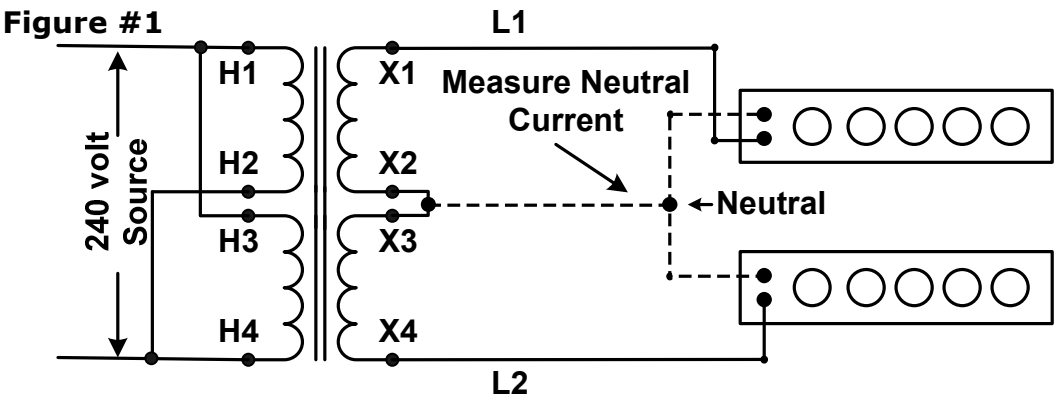 Figure #1
L1
H1
X1
Measure Neutral
Current
240 volt
Source
H2
X2
Neutral
H3
X3
H4
X4
L2